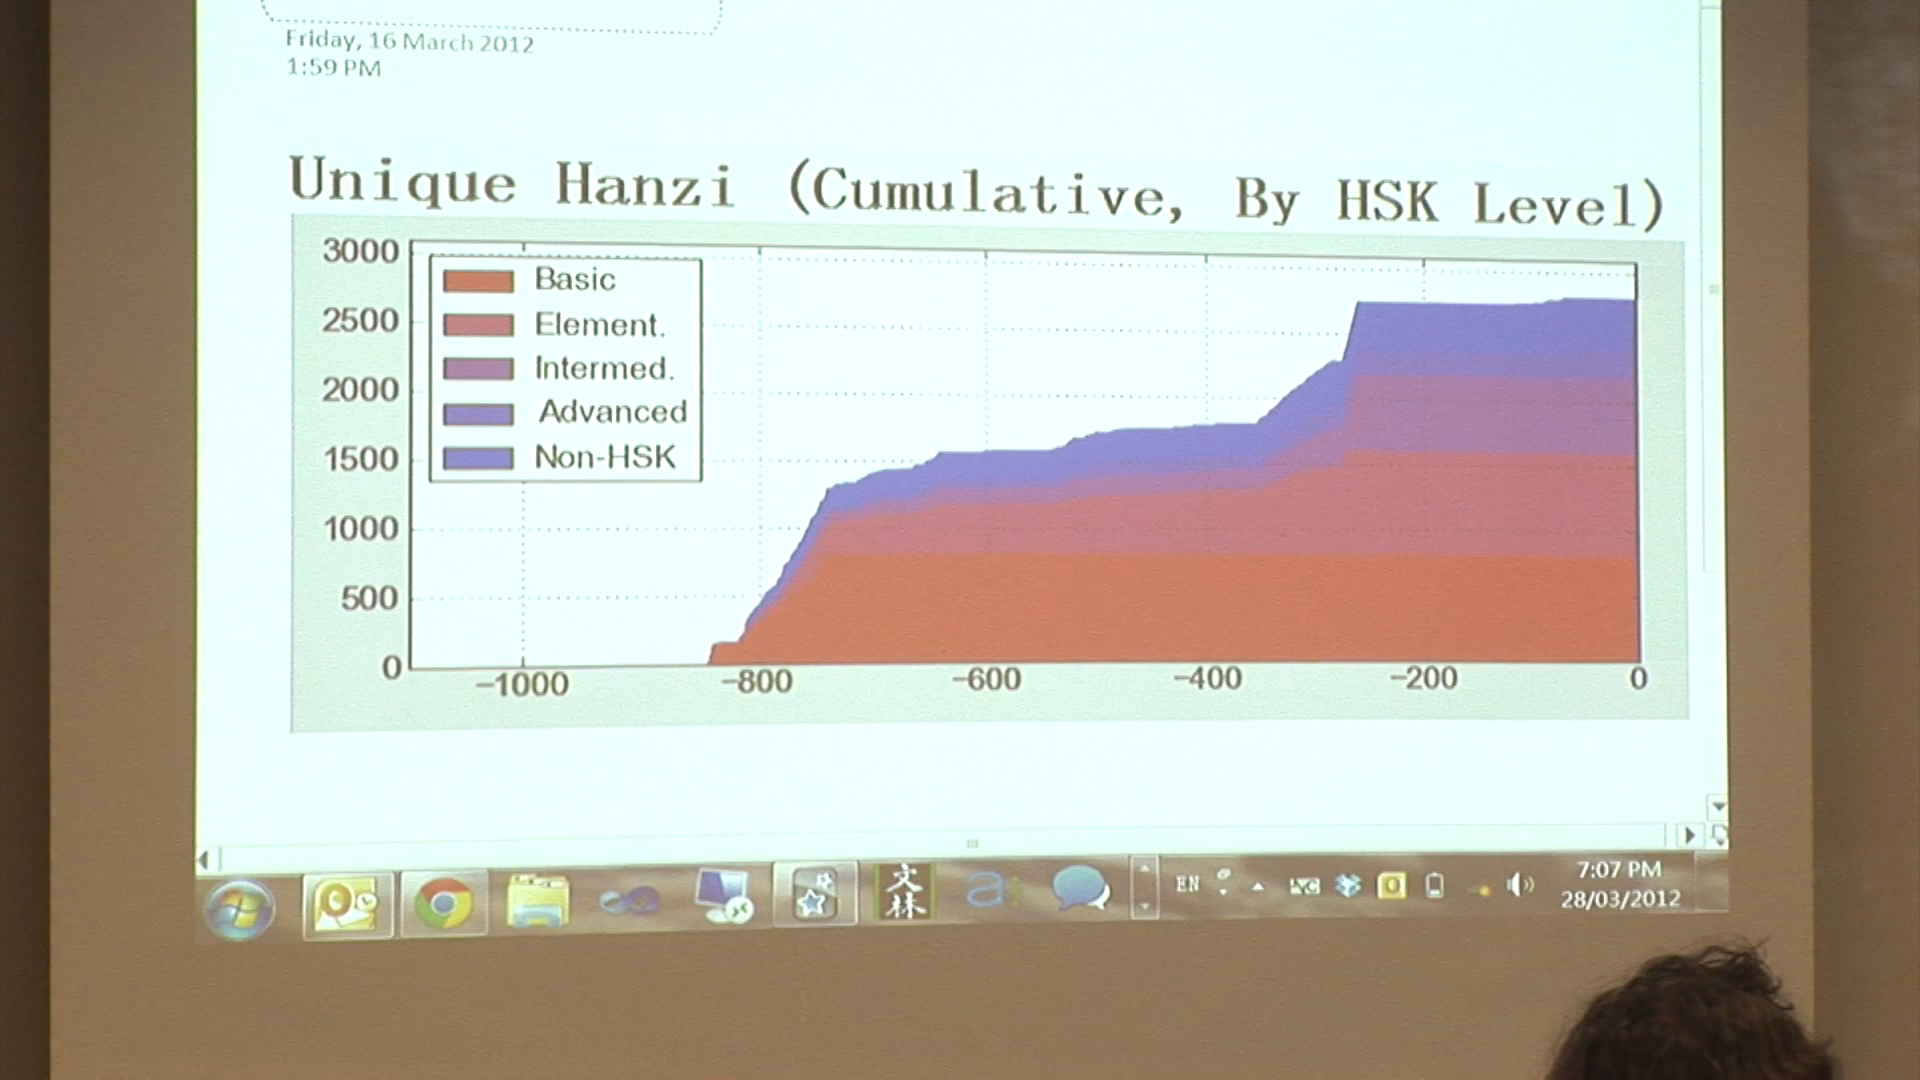 Friday, 16 March 2012
1:59 PM
Unique Hanzi (Cumulative, By HSK Level)
3000
2500
2000
1500
1000
500
0
Basic
Element.
Intermed.
Advanced
Non-HSK
−1000
−800
−600
−400
−200
0
文
林
a
EN
7:07 PM
28/03/2012